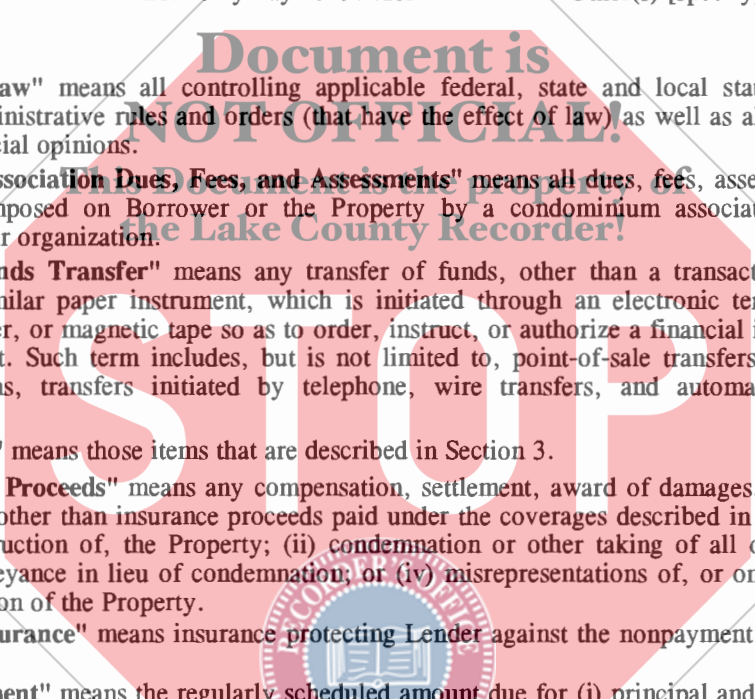 Document is
aw" means all controlling applicable federal, state and local
inistrative rules and orders (that have the effect of law) as well as
NOT OFFICIAL!
cial opinions.
This Document is the property of
ssociation Dues, Fees, and Assessments" means all dues, fees,
mposed on Borrower or the Property by a condominium
r organization.
the Lake County Recorder!
nds Transfer" means any transfer of funds, other than a
milar paper instrument, which is initiated through an electronic
er, or magnetic tape so as to order, instruct, or authorize a financial
t. Such term includes, but is not limited to, point-of-sale transfers
ns, transfers initiated by telephone, wire transfers, and
STOP
" means those items that are described in Section 3.
Proceeds" means any compensation, settlement, award of damages
other than insurance proceeds paid under the coverages described in
uction of, the Property; (ii) condemnation or other taking of all
eyance in lieu of condemnation; or (iv) misrepresentations of, or
on of the Property.
RECORDER'S OFFICE
urance" means insurance protecting Lender against the nonpayment
ent" means the regularly scheduled amount due for (i) principal and